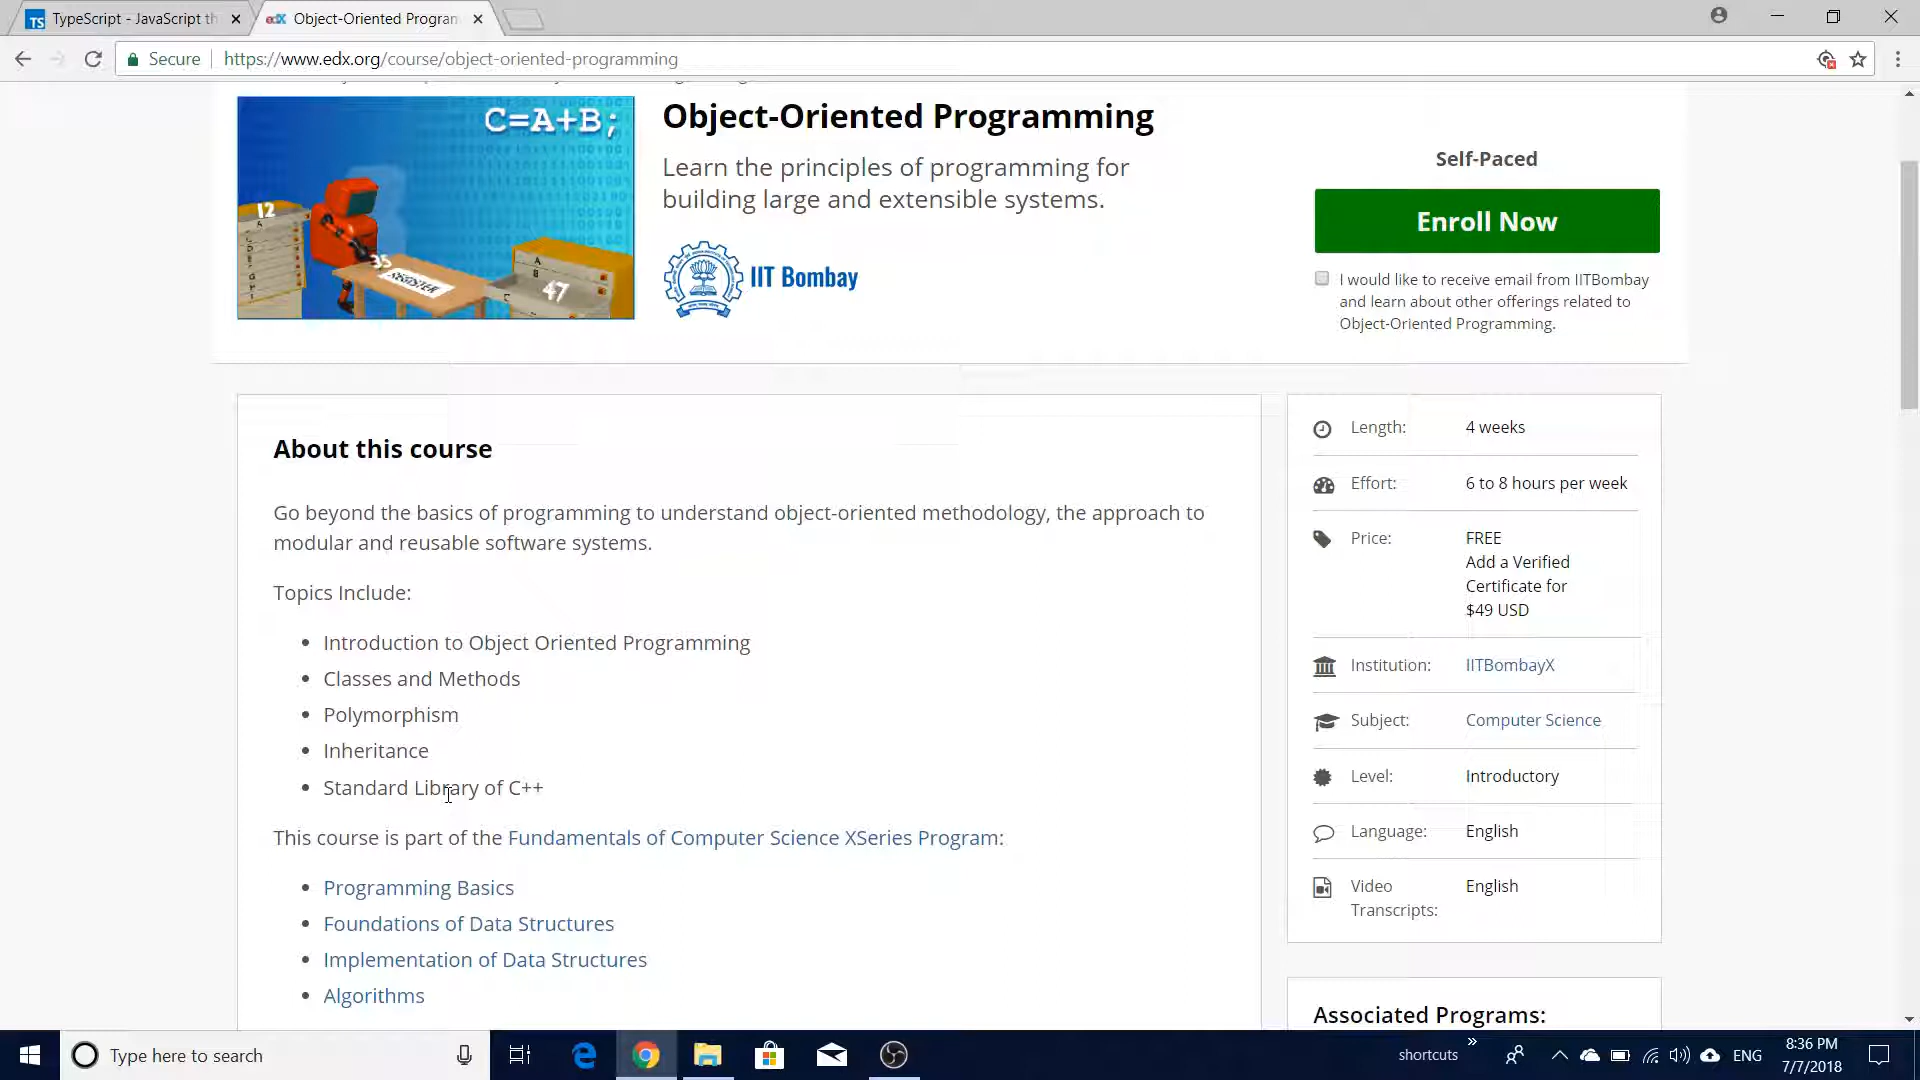 TypeScript - JavaScript th
edX Object-Oriented Program
Secure https://www.edx.org/course/object-oriented-programming
C=A+B;
12
35
REGISTER
A
B
C
47
Object-Oriented Programming
Learn the principles of programming for
building large and extensible systems.
IIT Bombay
Self-Paced
Enroll Now
I would like to receive email from IITBombay
and learn about other offerings related to
Object-Oriented Programming.
About this course
Go beyond the basics of programming to understand object-oriented methodology, the approach to
modular and reusable software systems.
Topics Include:
Introduction to Object Oriented Programming
Classes and Methods
Polymorphism
Inheritance
Standard Library of C++
This course is part of the Fundamentals of Computer Science XSeries Program:
Programming Basics
Foundations of Data Structures
Implementation of Data Structures
Algorithms
Length: 4 weeks
Effort: 6 to 8 hours per week
Price: FREE
Add a Verified
Certificate for
$49 USD
Institution: IITBombayX
Subject: Computer Science
Level: Introductory
Language: English
Video English
Transcripts:
Associated Programs:
Type here to search
shortcuts
ENG
8:36 PM
7/7/2018